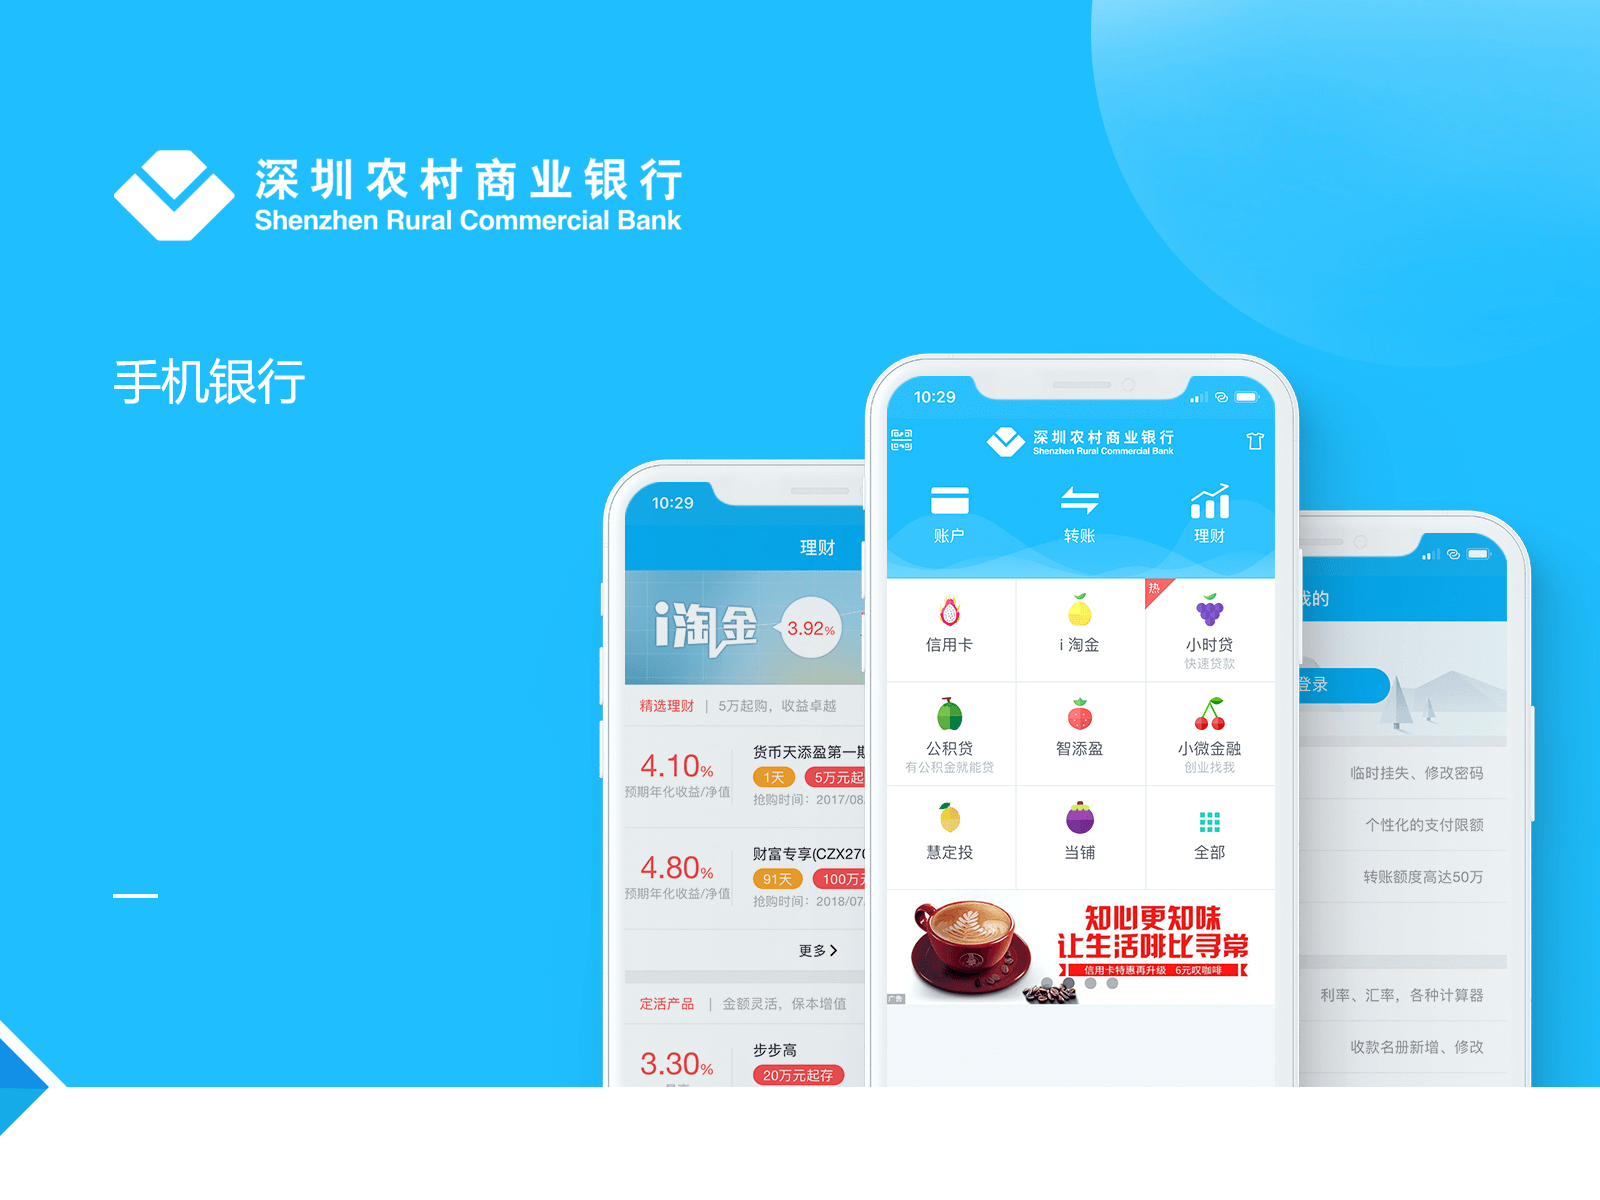 深圳农村商业银行
Shenzhen Rural Commercial Bank
手机银行
10:29
理财
i淘金
3.92%
精选理财 | 5万起购，收益卓越
4.10%
预期年化收益/净值
货币天添盈第一期
1天 5万元起
抢购时间：2017/08
4.80%
预期年化收益/净值
财富专享(CZX270
91天 100万元
抢购时间：2018/07
更多
定活产品 | 金额灵活，保本增值
3.30%
步步高
20万元起存
10:29
深圳农村商业银行
Shenzhen Rural Commercial Bank
账户 转账 理财
热
信用卡 i 淘金 小时贷
快速贷款
公积贷 智添盈 小微金融
有公积金就能贷 创业找我
慧定投 当铺 全部
知心更知味
让生活啡比寻常
信用卡特惠再升级 6元叹咖啡
广告
我的
登录
临时挂失、修改密码
个性化的支付限额
转账额度高达50万
利率、汇率，各种计算器
收款名册新增、修改